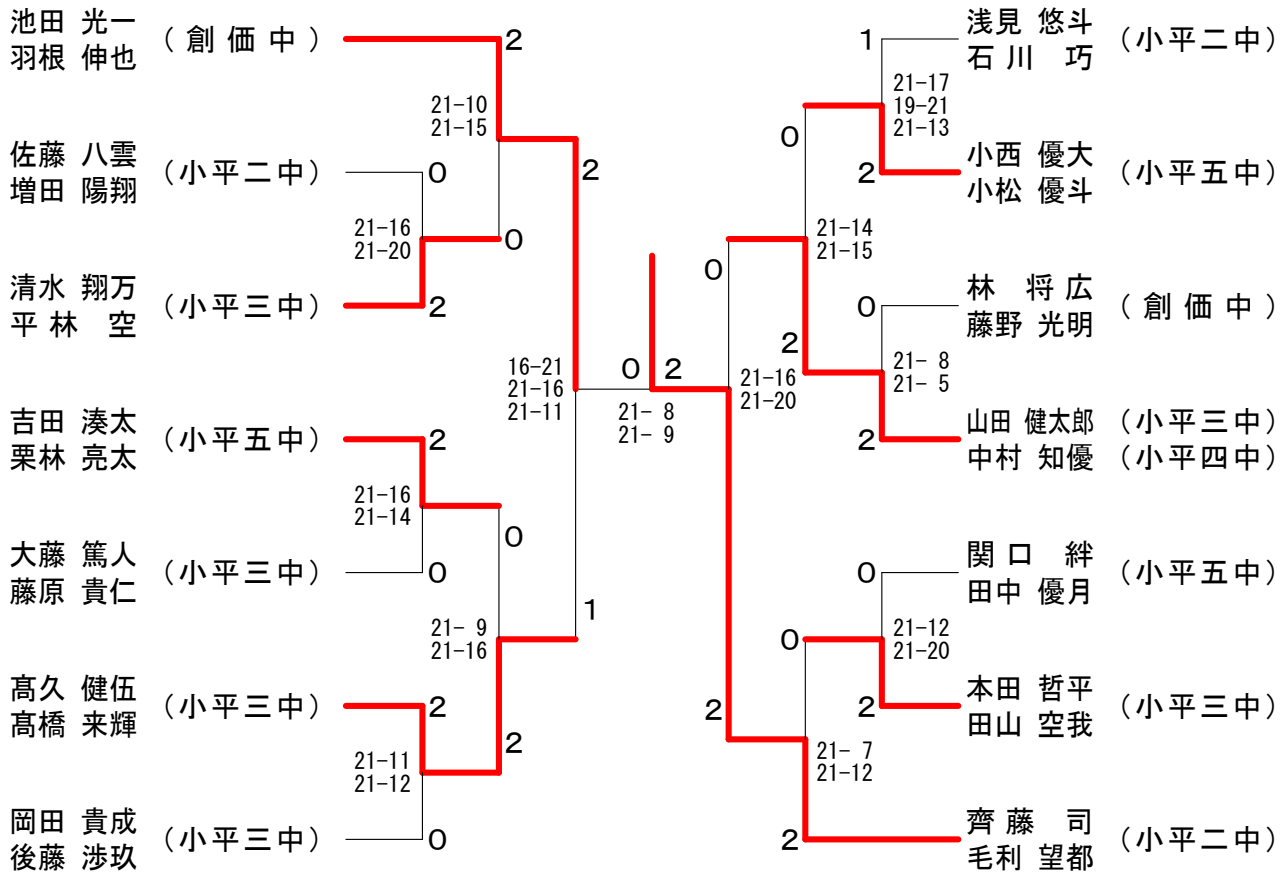 池田 光一
羽根 伸也
(創価中)
2
21-10
21-15
佐藤 八雲
増田 陽翔
(小平二中)
0
2
21-16
21-20
0
清水 翔万
平林 空
(小平三中)
2
16-21
21-16
21-11
吉田 湊太
栗林 亮太
(小平五中)
2
21-16
21-14
0
大藤 篤人
藤原 貴仁
(小平三中)
0
1
21- 9
21-16
髙久 健伍
髙橋 来輝
(小平三中)
2
2
21-11
21-12
岡田 貴成
後藤 渉玖
(小平三中)
0
0
2
21- 8
21- 9
浅見 悠斗
石川 巧
(小平二中)
1
21-17
19-21
21-13
0
小西 優大
小松 優斗
(小平五中)
2
21-14
21-15
0
林 将広
藤野 光明
(創価中)
0
2
21- 8
21- 5
21-16
21-20
山田 健太郎
中村 知優
(小平三中)
(小平四中)
2
関口 絆
田中 優月
(小平五中)
0
0
21-12
21-20
本田 哲平
田山 空我
(小平三中)
2
2
21- 7
21-12
齊藤 司
毛利 望都
(小平二中)
2